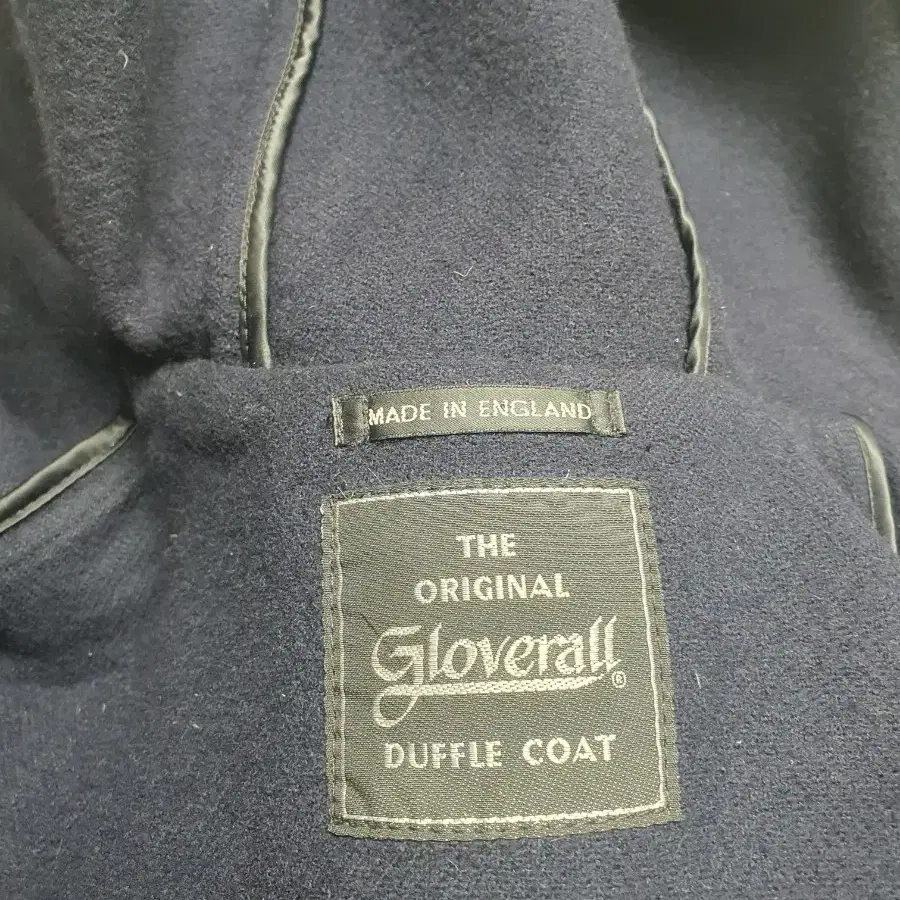 MADE IN ENGLAND
THE
ORIGINAL
Gloverall®
DUFFLE COAT